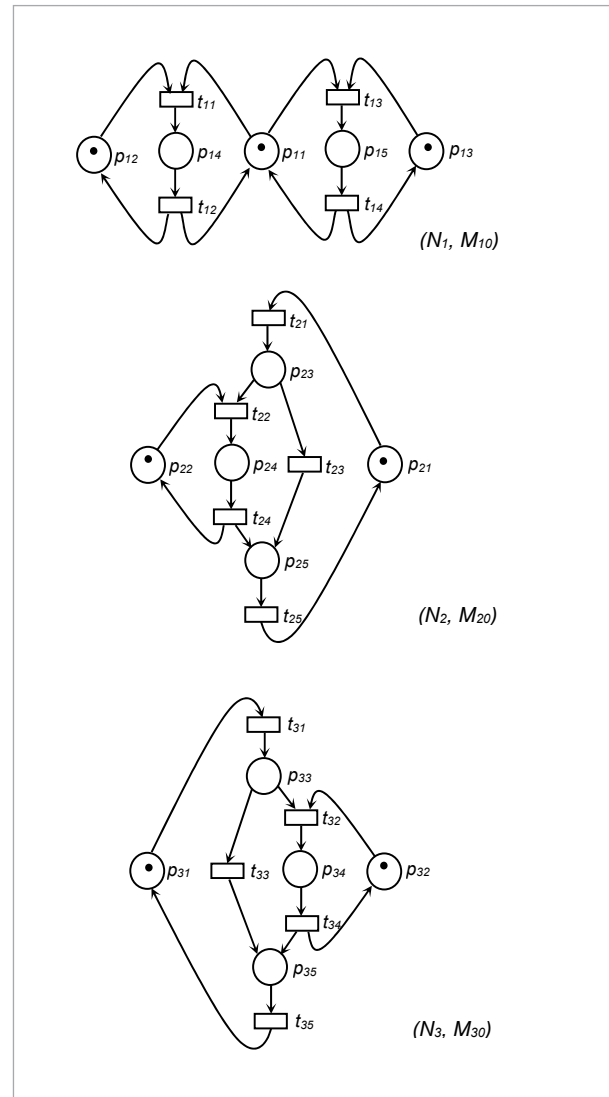 t11 t13
p12 p14 p11 p15 p13
t12 t14
(N1, M10)
t21
p23
t22
p22 p24 t23 p21
t24
p25
t25
(N2, M20)
t31
p33
t32
p31 t33 p34 p32
t34
p35
t35
(N3, M30)